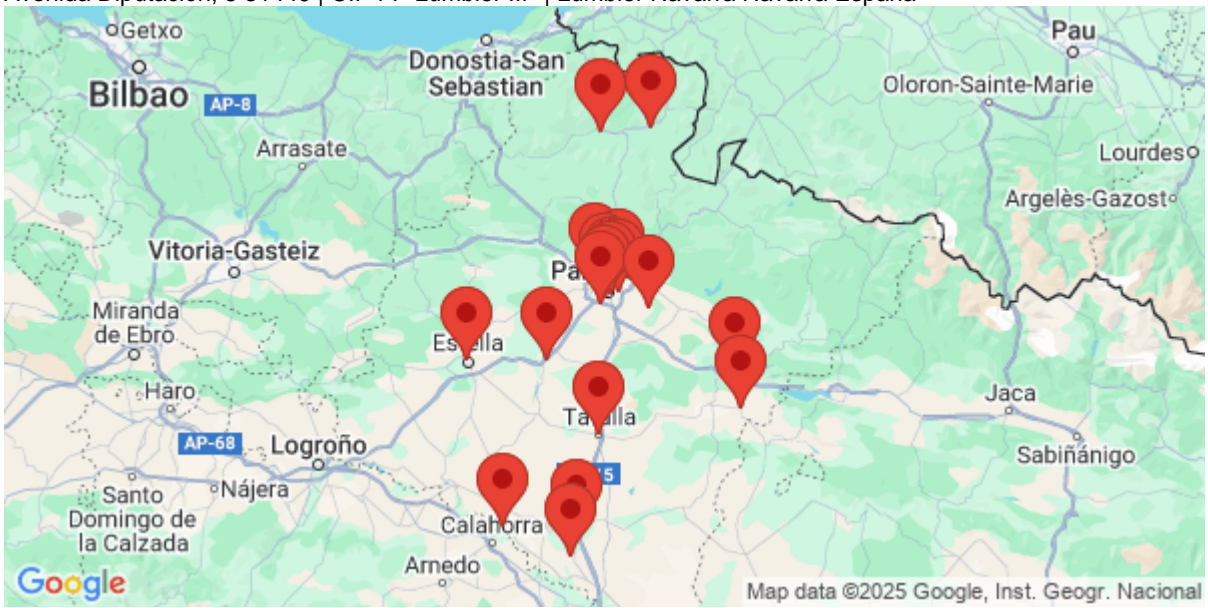 Getxo
Bilbao
AP-8
Donostia-San
Sebastian
Pau
Oloron-Sainte-Marie
Arrasate
Lourdes
Argelès-Gazost
Vitoria-Gasteiz
Miranda
de Ebro
Haro
Jaca
AP-68
Logroño
Sabiñánigo
Nájera
Santo
Domingo de
la Calzada
Calahorra
Arnedo
Google
Map data ©2025 Google, Inst. Geogr. Nacional